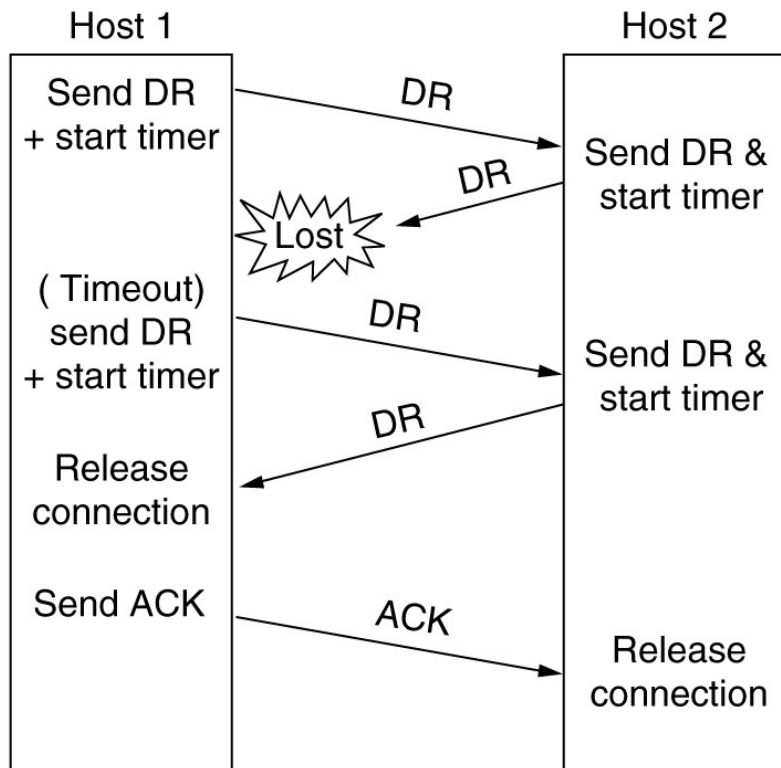 Host 1
Host 2
Send DR
+ start timer
DR
Send DR &
start timer
DR
Lost
( Timeout)
send DR
+ start timer
DR
Send DR &
start timer
DR
Release
connection
Send ACK
ACK
Release
connection